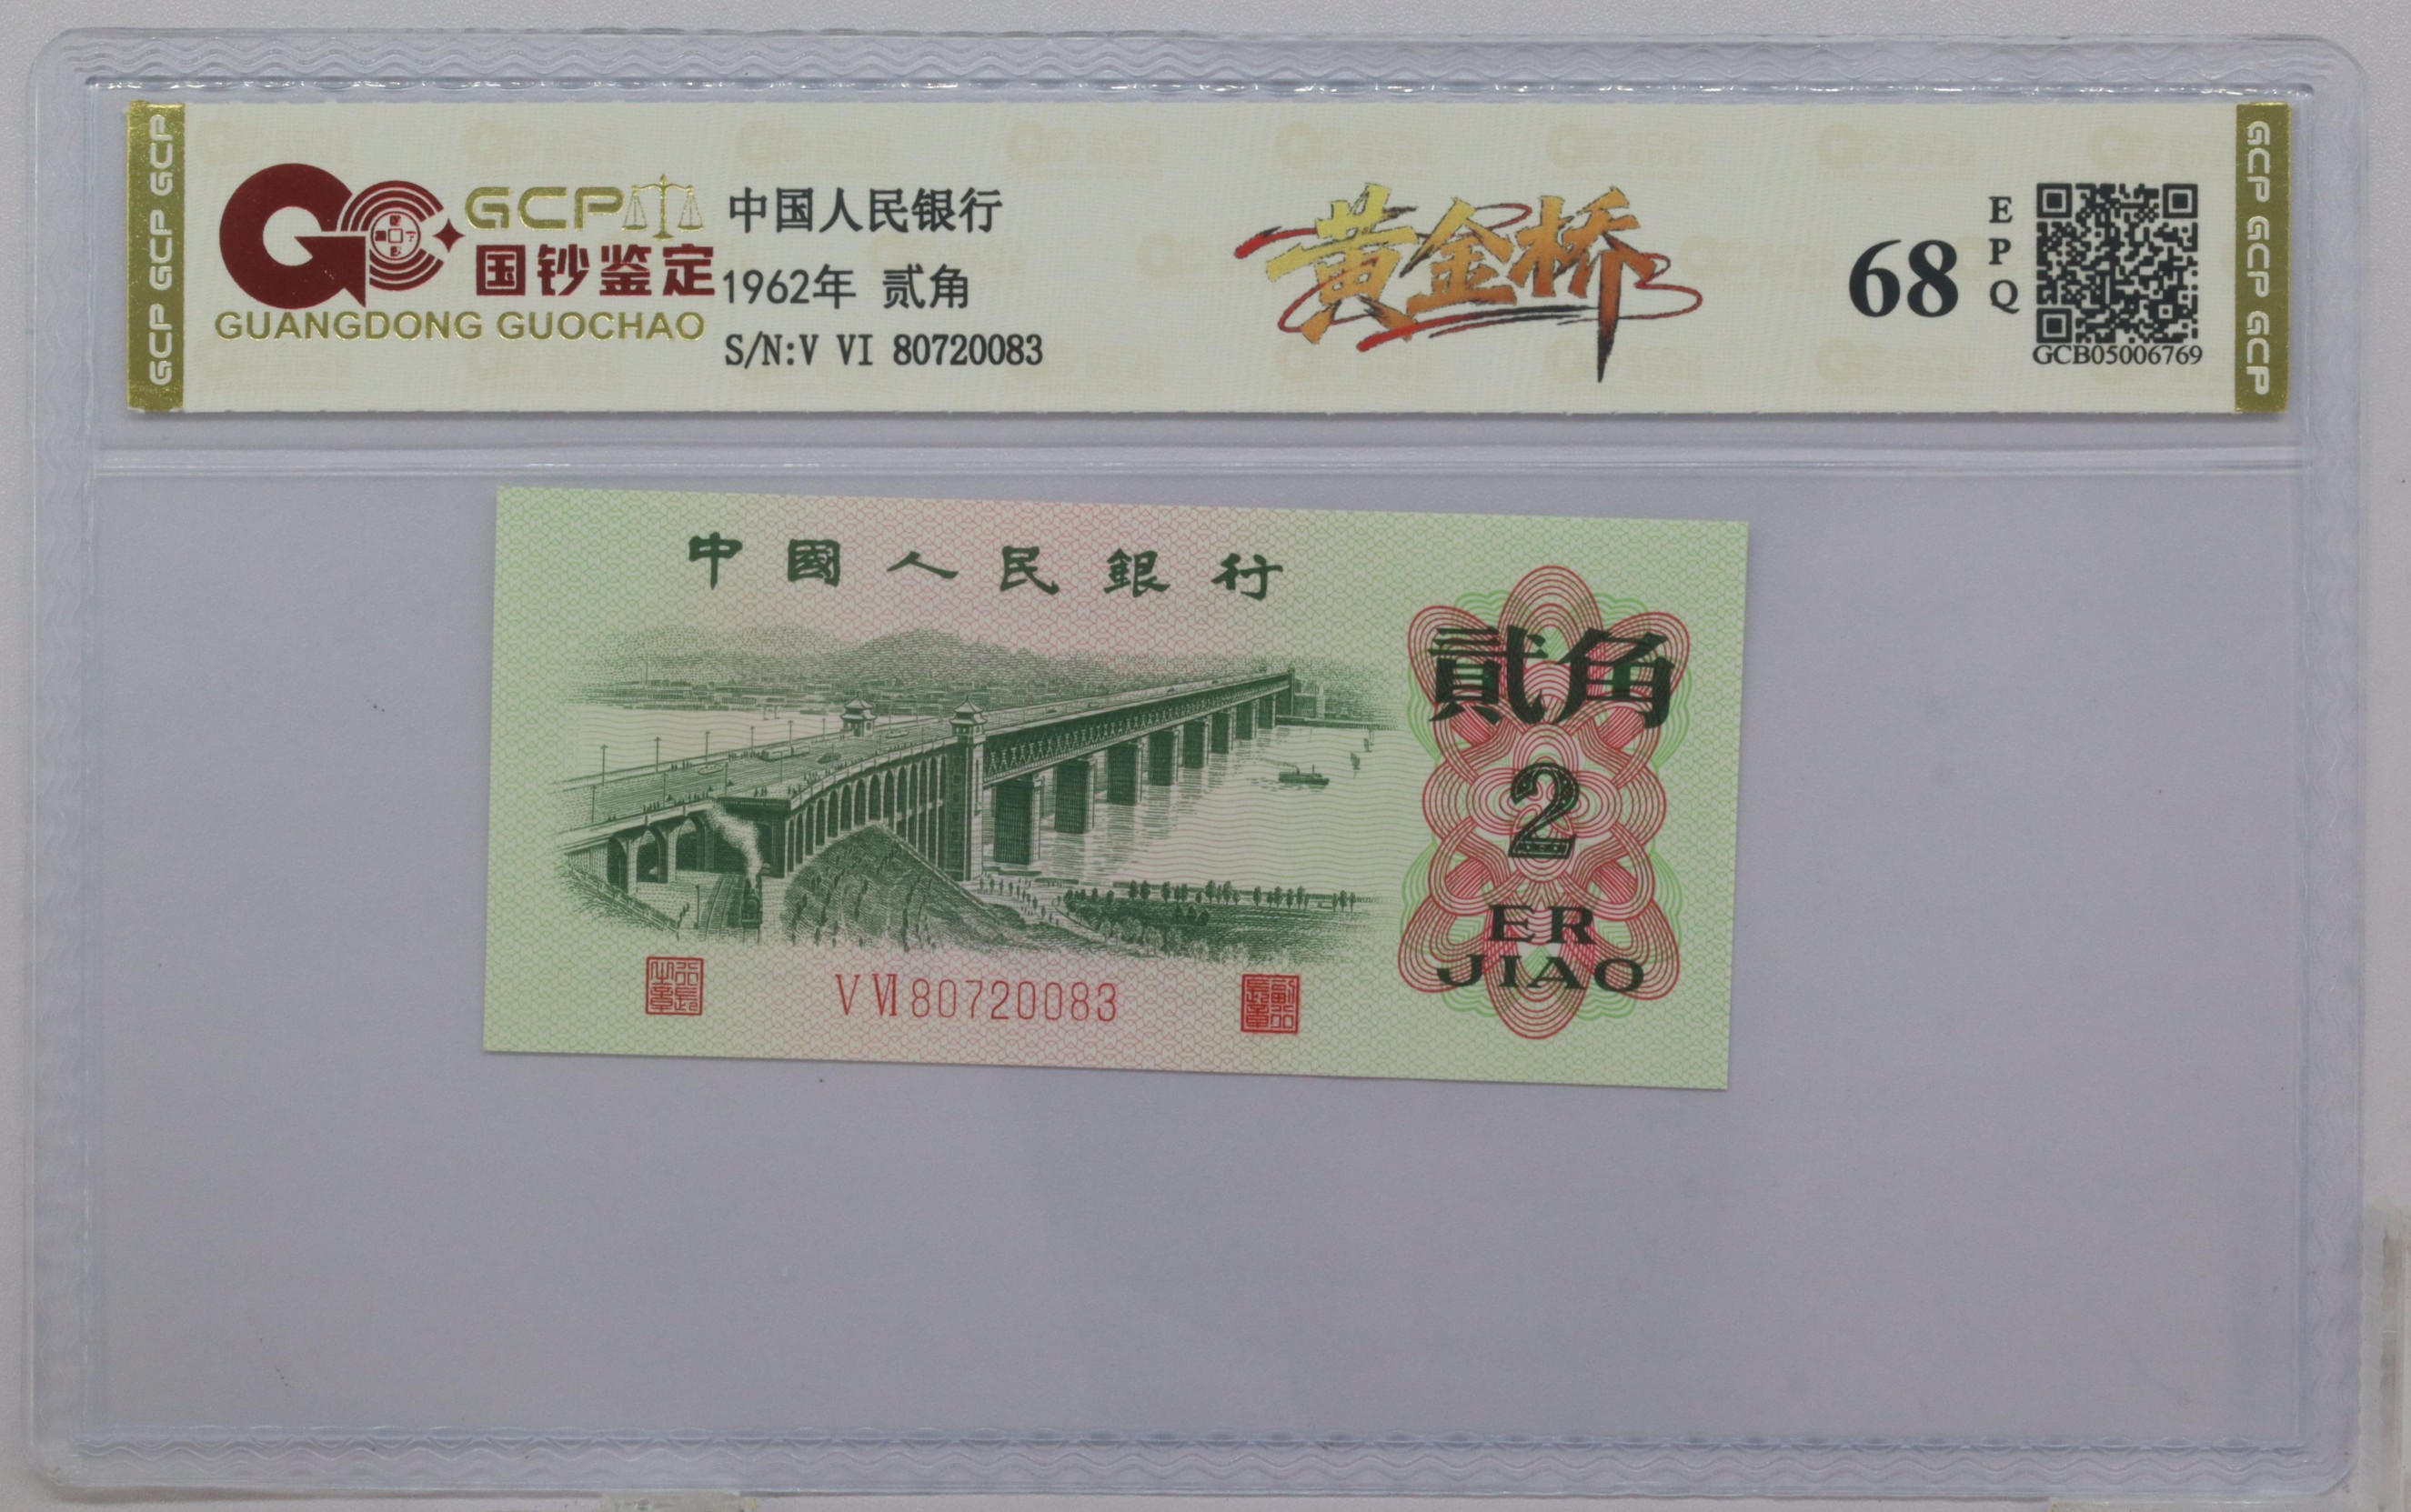 GCP GCP GCP
GCP
国钞鉴定
GUANGDONG GUOCHAO
中国人民银行
1962年 贰角
S/N:V VI 80720083
黄金桥
68
EPQ
GCB05006769
GCP GCP GCP
中國人民銀行
貳角
2
ER
JIAO
V VI 80720083